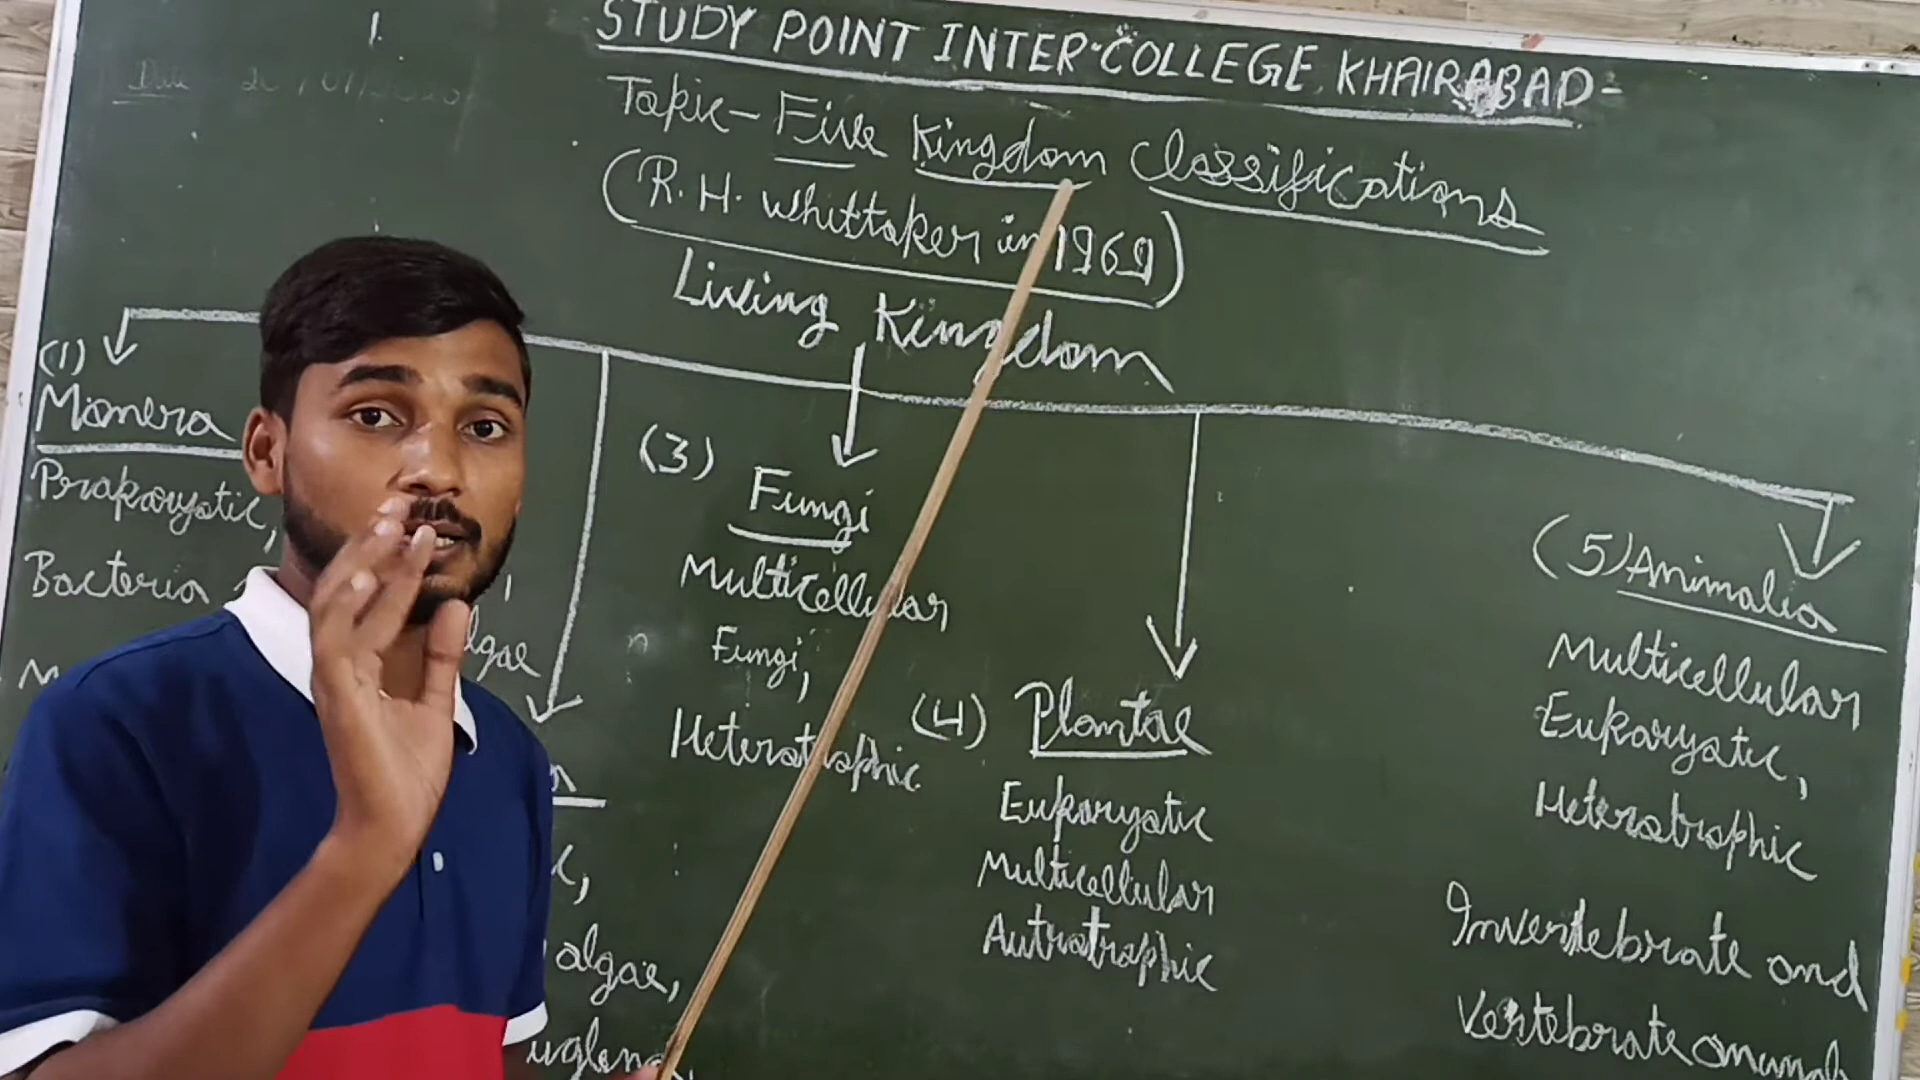 STUDY POINT INTER-COLLEGE, KHAIRABAD-
Topic- Five Kingdom Classifications
(R. H. Whittaker in 1969)
Living Kingdom
(1)
Monera
Prokaryotic,
Bacteria
algae
(3)
Fungi
Multicellular
Fungi,
Heterotrophic
(4) Plantae
Eukaryotic
Multicellular
Autotrophic
algae,
(5) Animalia
Multicellular
Eukaryotic,
Heterotrophic
Invertebrate and
Vertebrate